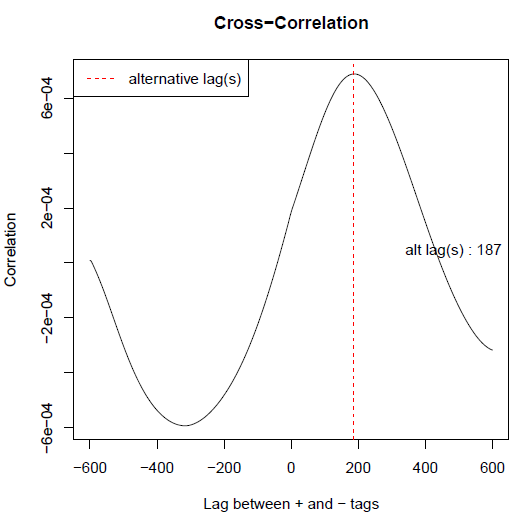 Cross−Correlation
alternative lag(s)
alt lag(s) : 187
Correlation
6e−04
2e−04
−2e−04
−6e−04
−600 −400 −200 0 200 400 600
Lag between + and − tags